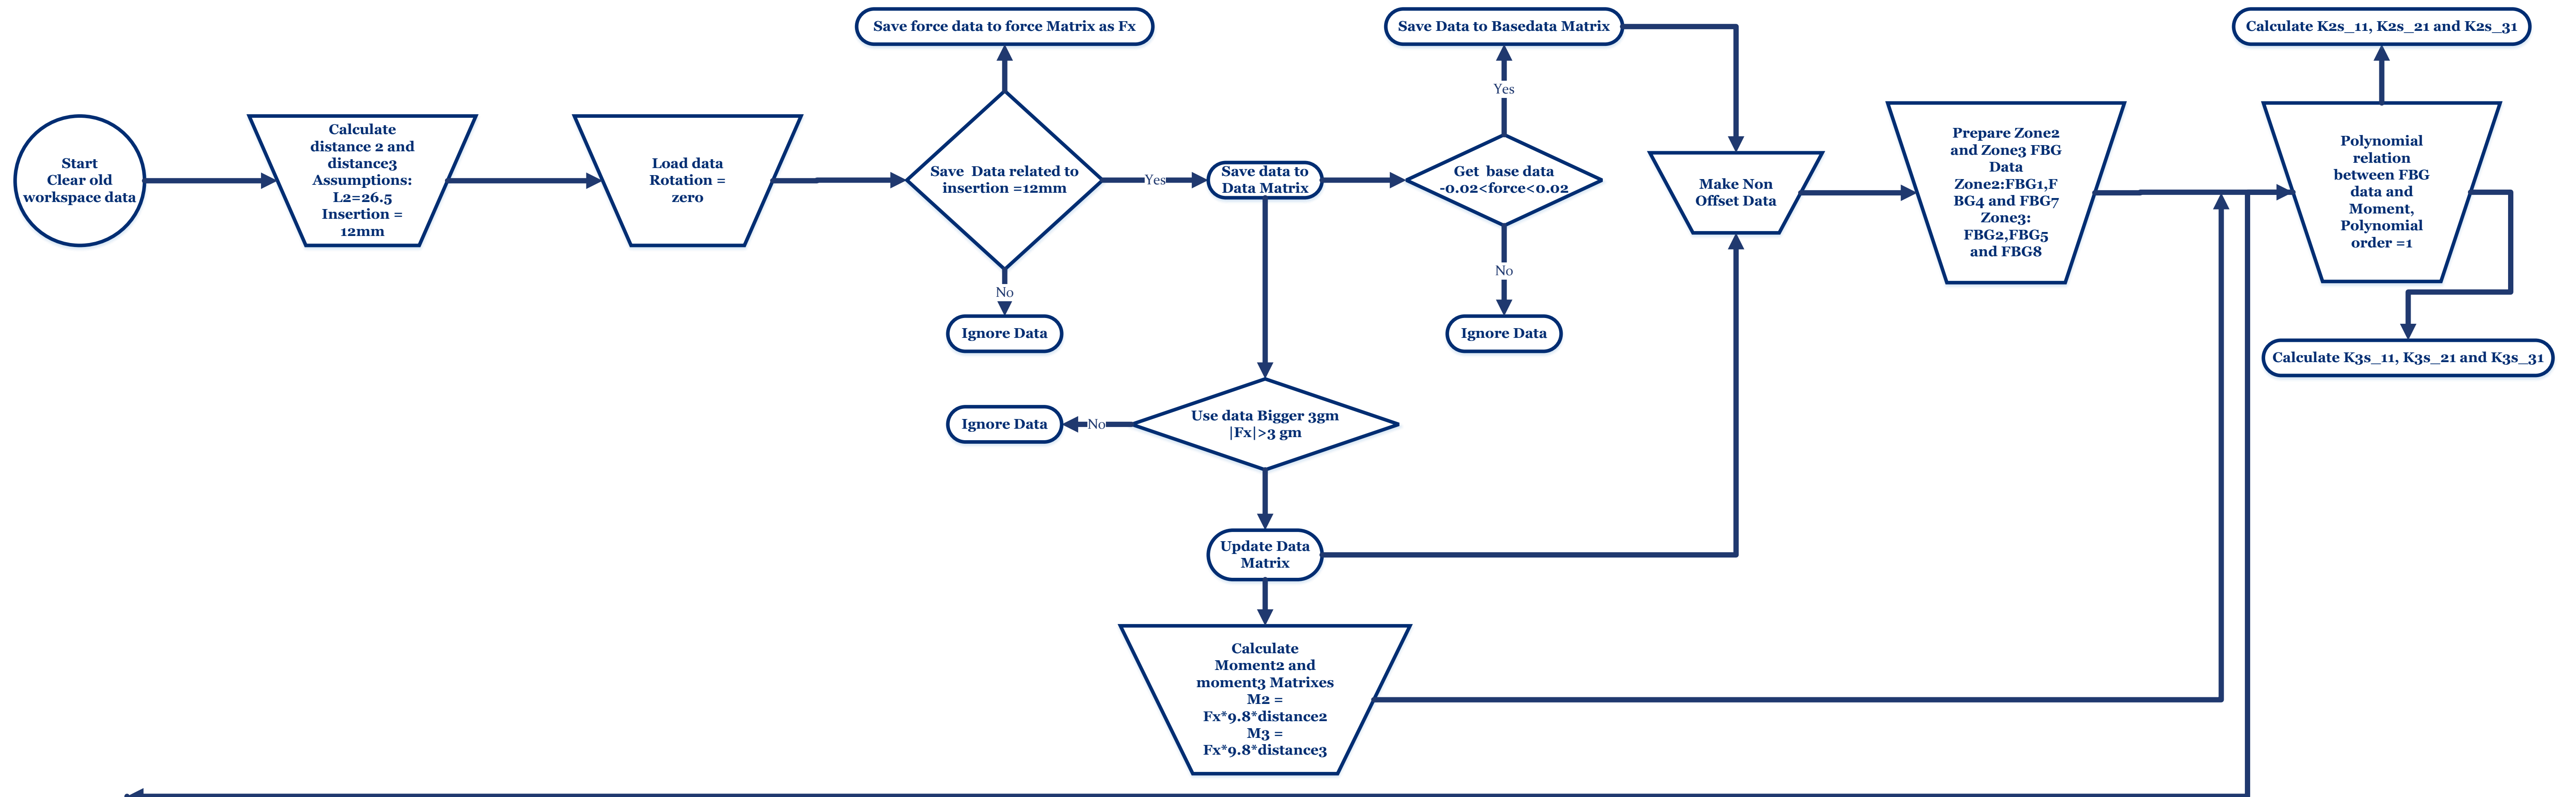 Start
Clear old
workspace data
Calculate
distance 2 and
distance3
Assumptions:
L2=26.5
Insertion =
12mm
Load data
Rotation =
zero
Save force data to force Matrix as Fx
Save  Data related to
insertion =12mm
No
Ignore Data
Yes
Save data to
Data Matrix
Save Data to Basedata Matrix
Yes
Get  base data
-0.02<force<0.02
No
Ignore Data
Use data Bigger 3gm
|Fx|>3 gm
No
Ignore Data
Update Data
Matrix
Calculate
Moment2 and
moment3 Matrixes
M2 =
Fx*9.8*distance2
M3 =
Fx*9.8*distance3
Make Non
Offset Data
Prepare Zone2
and Zone3 FBG
Data
Zone2:FBG1,F
BG4 and FBG7
Zone3:
FBG2,FBG5
and FBG8
Calculate K2s_11, K2s_21 and K2s_31
Polynomial
relation
between FBG
data and
Moment,
Polynomial
order =1
Calculate K3s_11, K3s_21 and K3s_31